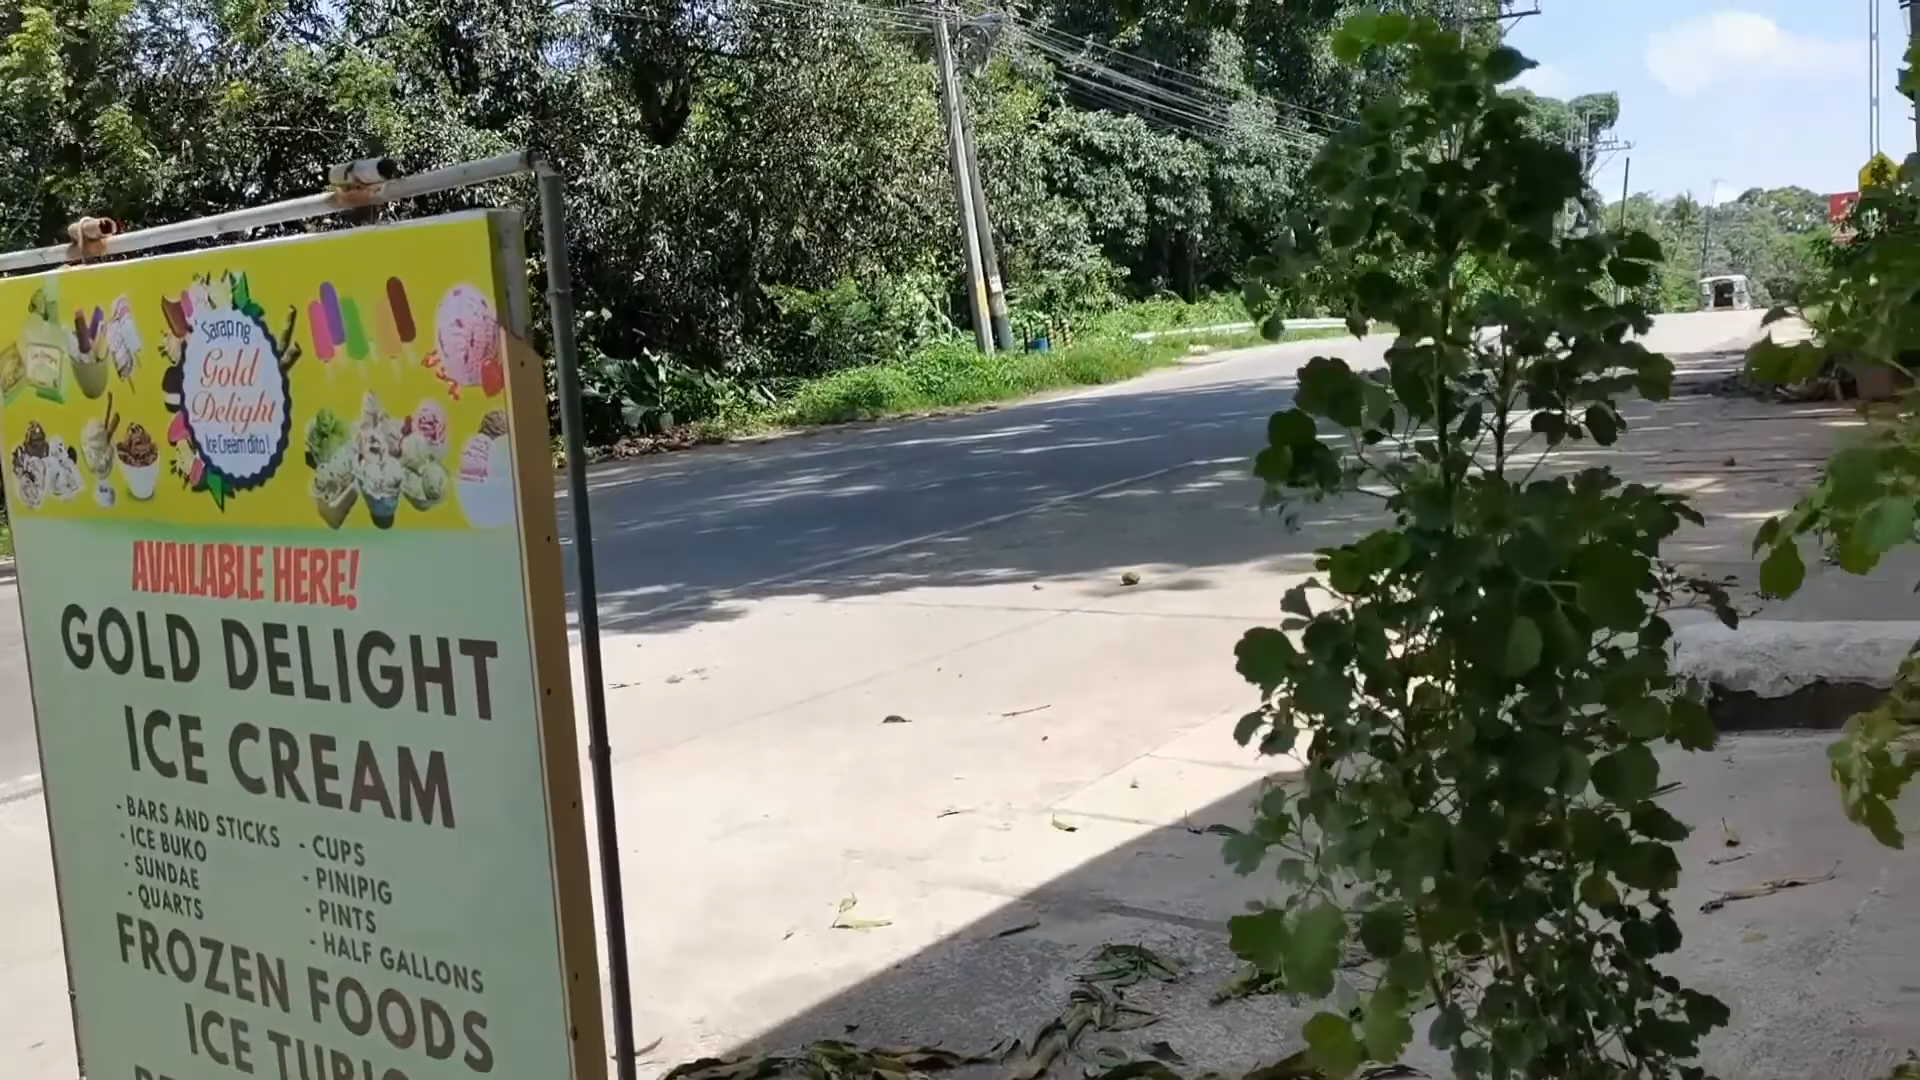 Sarap ng
Gold
Delight
Ice Cream dito!
AVAILABLE HERE!
GOLD DELIGHT
ICE CREAM
- BARS AND STICKS
- ICE BUKO
- SUNDAE
- QUARTS
- CUPS
- PINIPIG
- PINTS
- HALF GALLONS
FROZEN FOODS
ICE